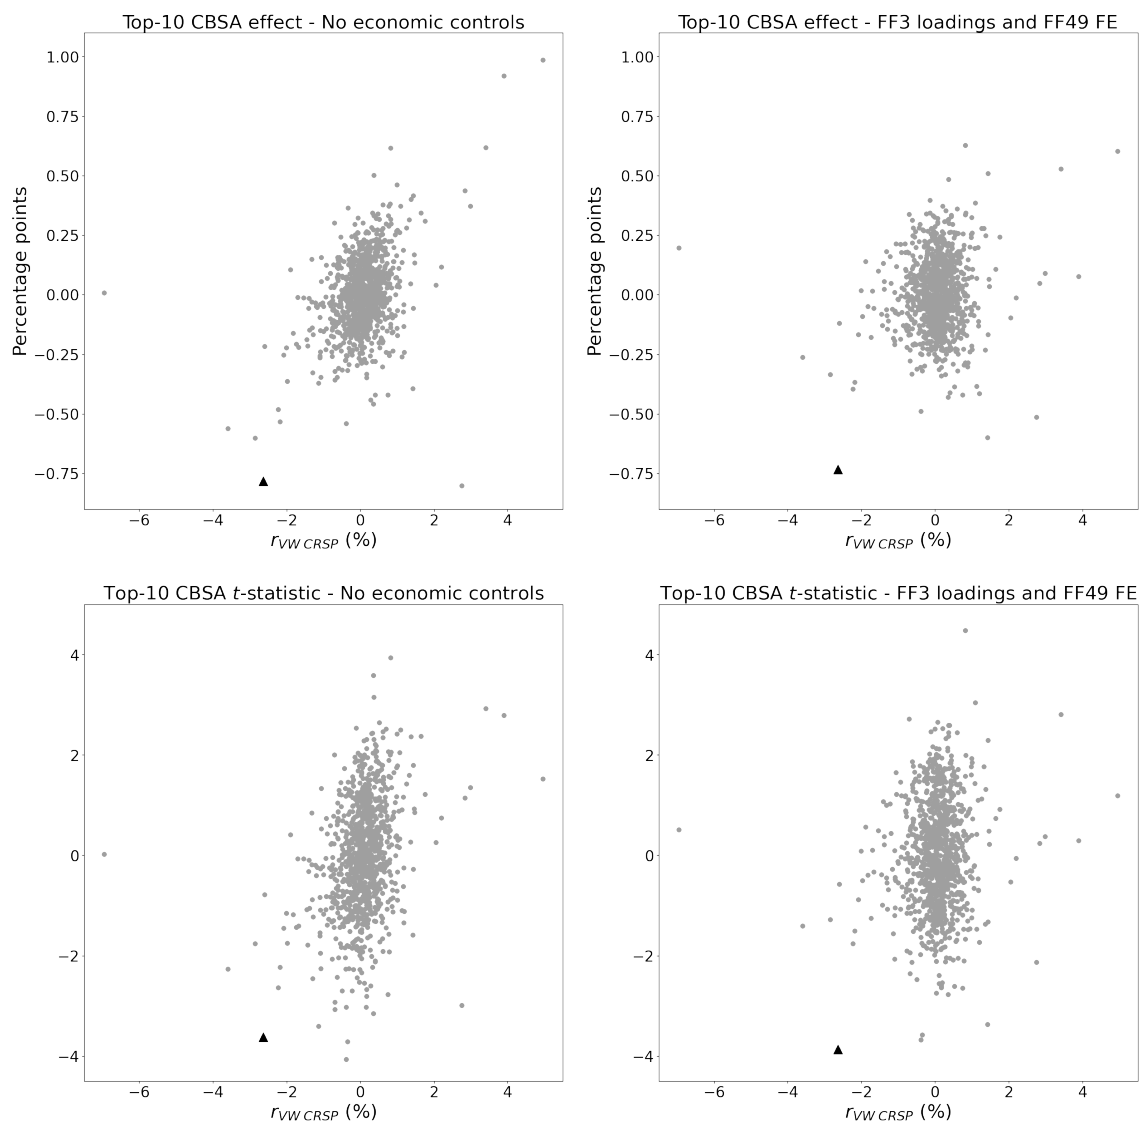 Top-10 CBSA effect - No economic controls
Percentage points
1.00
0.75
0.50
0.25
0.00
−0.25
−0.50
−0.75
−6 −4 −2 0 2 4
rVW CRSP (%)
Top-10 CBSA effect - FF3 loadings and FF49 FE
Percentage points
1.00
0.75
0.50
0.25
0.00
−0.25
−0.50
−0.75
−6 −4 −2 0 2 4
rVW CRSP (%)
Top-10 CBSA t-statistic - No economic controls
4
2
0
−2
−4
−6 −4 −2 0 2 4
rVW CRSP (%)
Top-10 CBSA t-statistic - FF3 loadings and FF49 FE
4
2
0
−2
−4
−6 −4 −2 0 2 4
rVW CRSP (%)